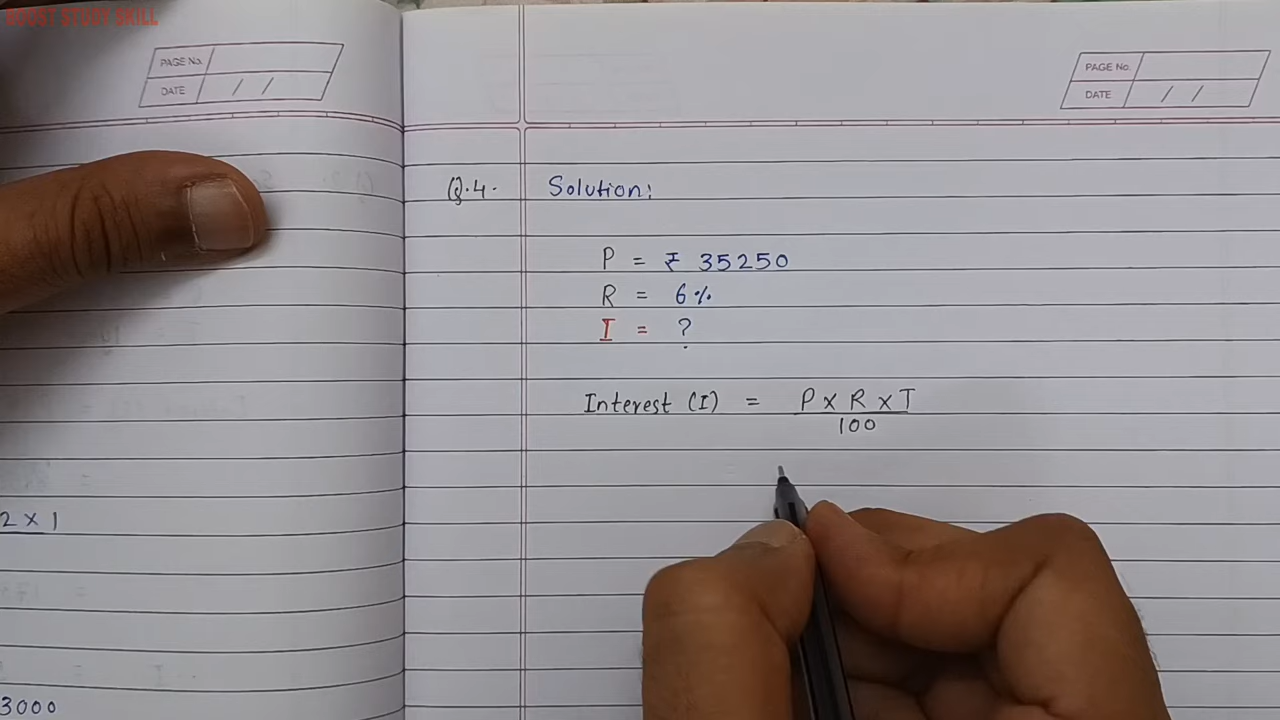 BOOST STUDY SKILL
PAGE No.
DATE / /
2 × 1
3000
PAGE No.
DATE / /
Q.4. Solution:
P = ₹ 35250
R = 6%
I = ?
Interest (I) = P × R × T
100